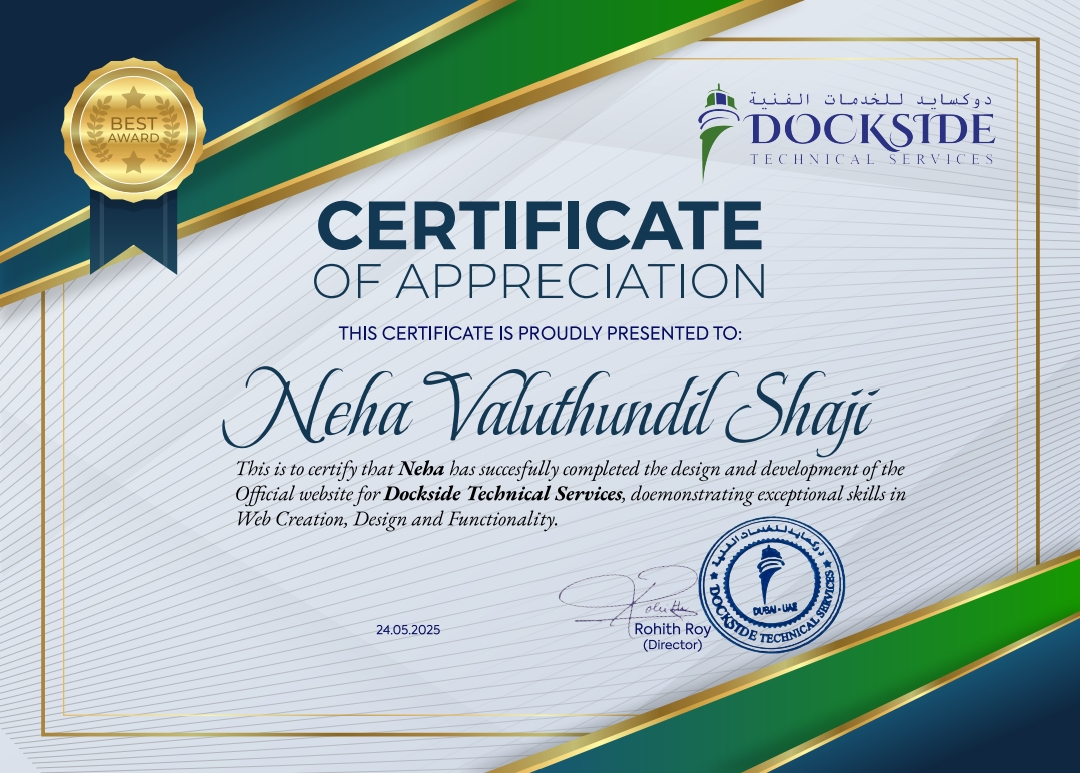 BEST
AWARD
دوكسايد للخدمات الفنية
DOCKSIDE
TECHNICAL SERVICES
CERTIFICATE
OF APPRECIATION
THIS CERTIFICATE IS PROUDLY PRESENTED TO:
Neha Valuthundil Shaji
This is to certify that Neha has succesfully completed the design and development of the
Official website for Dockside Technical Services, doemonstrating exceptional skills in
Web Creation, Design and Functionality.
دوكسايد للخدمات الفنية
DUBAI - UAE
DOCKSIDE TECHNICAL SERVICES
24.05.2025
Rohith Roy
(Director)